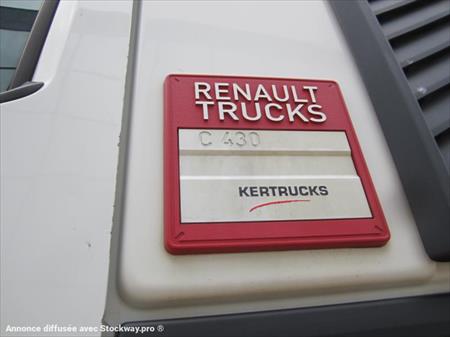 RENAULT
TRUCKS
C 430
KERTRUCKS
Annonce diffusée avec Stockway.pro ®